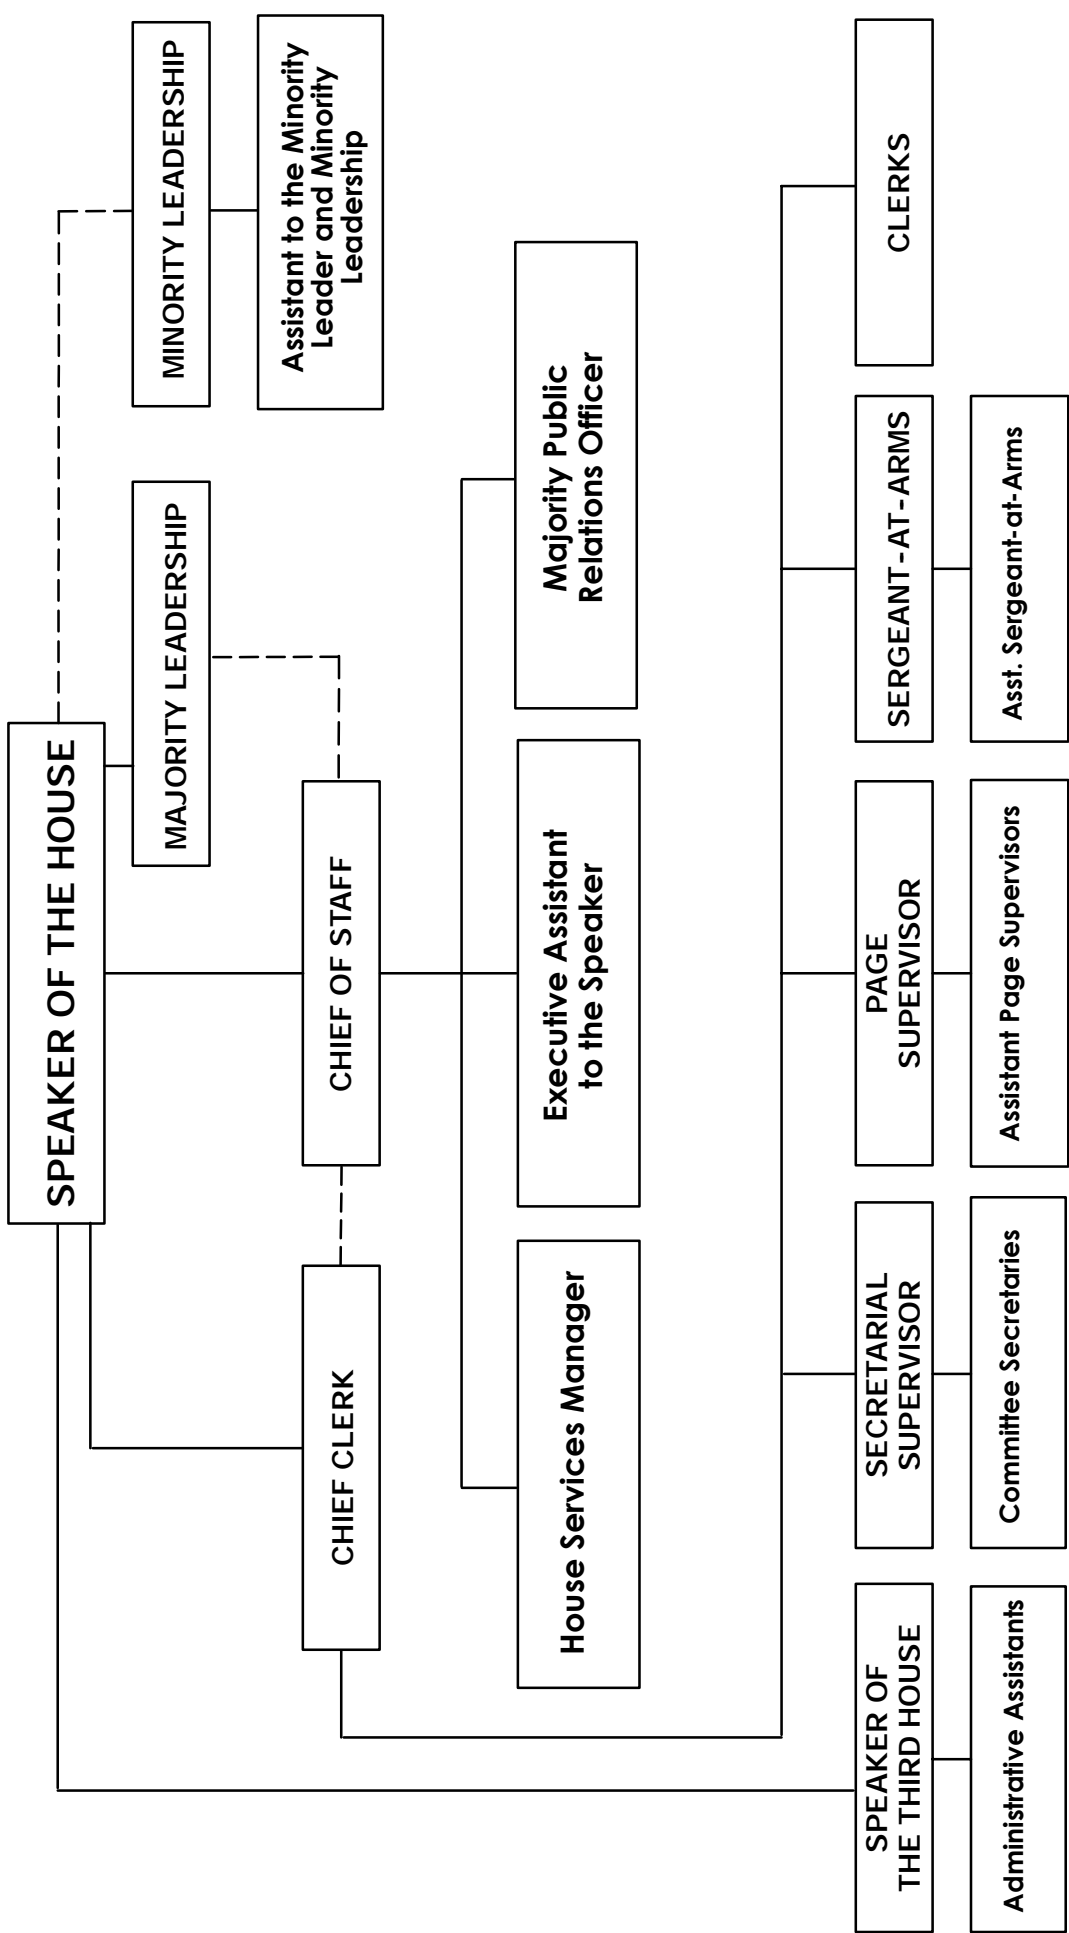 SPEAKER OF THE HOUSE
MAJORITY LEADERSHIP
MINORITY LEADERSHIP
Assistant to the Minority
Leader and Minority
Leadership
CHIEF CLERK
CHIEF OF STAFF
House Services Manager
Executive Assistant
to the Speaker
Majority Public
Relations Officer
SPEAKER OF
THE THIRD HOUSE
SECRETARIAL
SUPERVISOR
PAGE
SUPERVISOR
SERGEANT-AT-ARMS
CLERKS
Administrative Assistants
Committee Secretaries
Assistant Page Supervisors
Asst. Sergeant-at-Arms